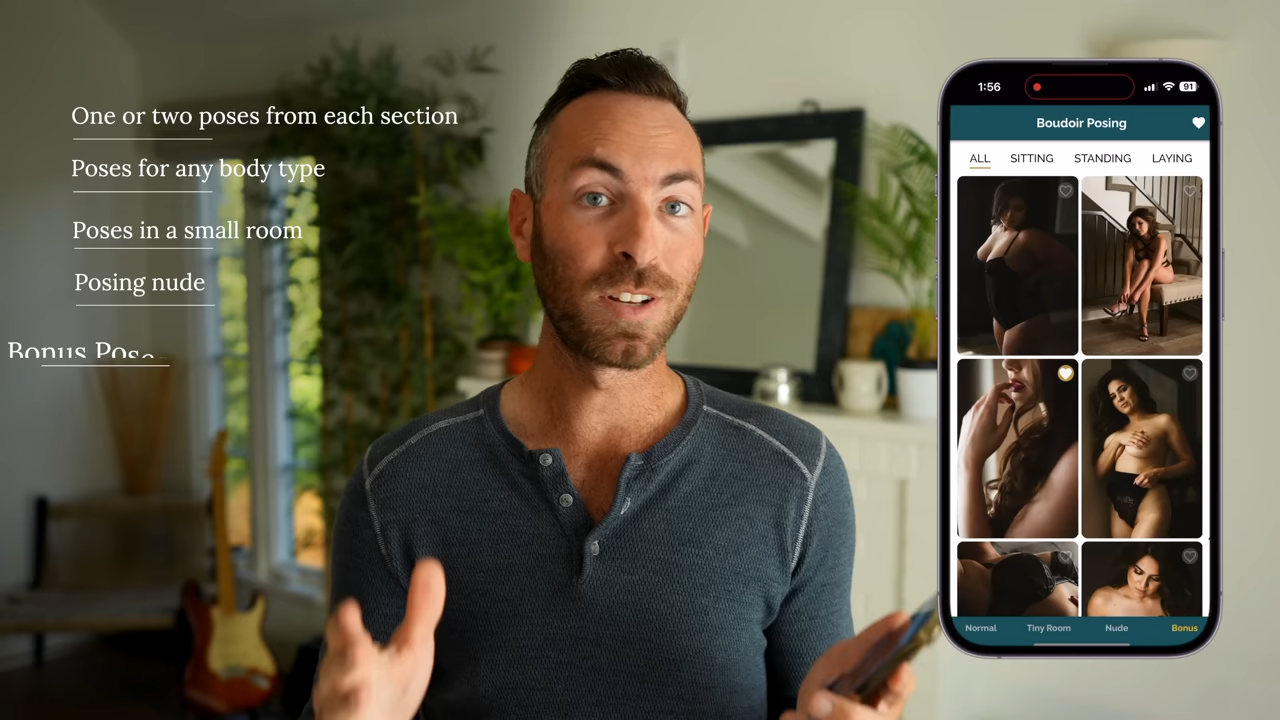 One or two poses from each section
Poses for any body type
Poses in a small room
Posing nude
Bonus Pose
1:56
91
Boudoir Posing
ALL SITTING STANDING LAYING
Normal Tiny Room Nude Bonus